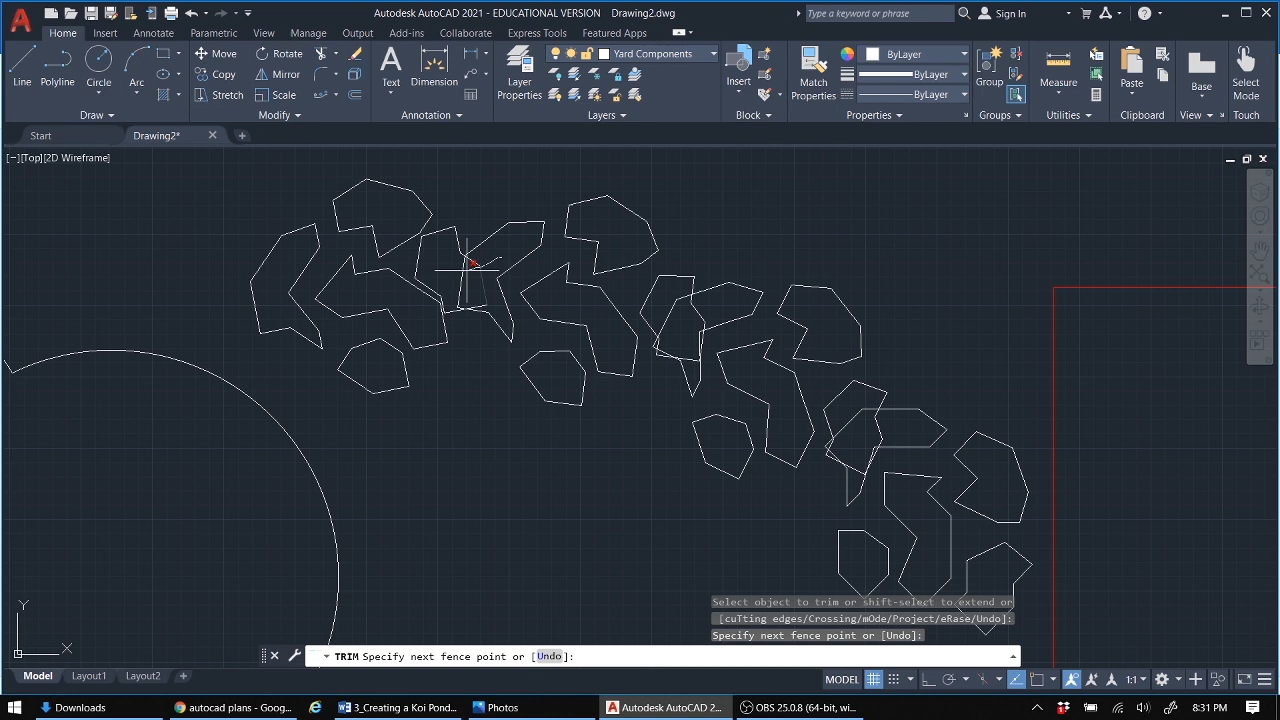 Autodesk AutoCAD 2021 - EDUCATIONAL VERSION Drawing2.dwg
Type a keyword or phrase
Sign In
Home Insert Annotate Parametric View Manage Output Add-ins Collaborate Express Tools Featured Apps
Line Polyline Circle Arc
Move Rotate
Copy Mirror
Stretch Scale
Text Dimension
Layer Properties
Yard Components
Insert
Match Properties
ByLayer
ByLayer
ByLayer
Group
Measure
Paste
Base
Select Mode
Draw Modify Annotation Layers Block Properties Groups Utilities Clipboard View Touch
Start Drawing2*
[−][Top][2D Wireframe]
Select object to trim or shift-select to extend or
[cuTting edges/Crossing/mOde/Project/eRase/Undo]:
Specify next fence point or [Undo]:
Y
X
TRIM Specify next fence point or [Undo]:
Model Layout1 Layout2
MODEL 1:1
Downloads autocad plans - Goog... 3_Creating a Koi Pond... Photos Autodesk AutoCAD 2... OBS 25.0.8 (64-bit, wi... 8:31 PM